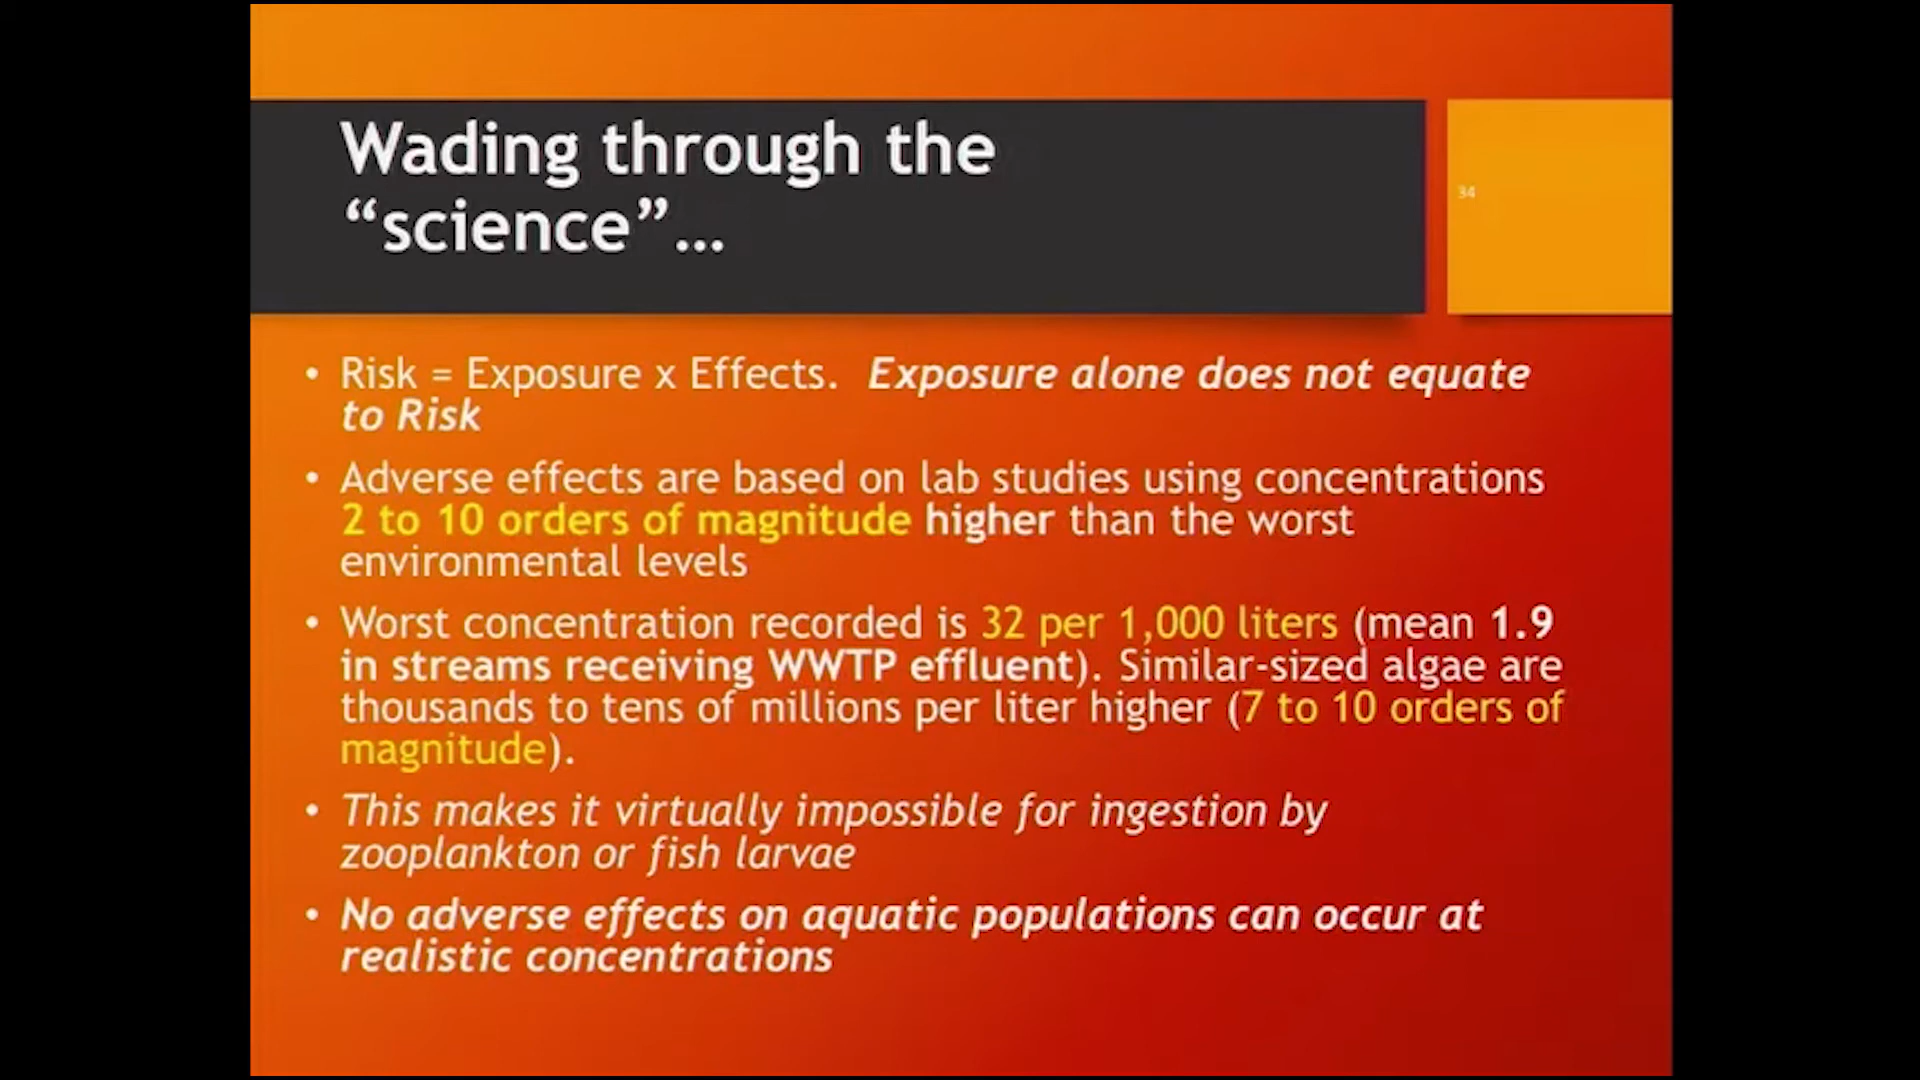 Wading through the
“science”…
34
• Risk = Exposure x Effects. Exposure alone does not equate
to Risk
• Adverse effects are based on lab studies using concentrations
2 to 10 orders of magnitude higher than the worst
environmental levels
• Worst concentration recorded is 32 per 1,000 liters (mean 1.9
in streams receiving WWTP effluent). Similar-sized algae are
thousands to tens of millions per liter higher (7 to 10 orders of
magnitude).
• This makes it virtually impossible for ingestion by
zooplankton or fish larvae
• No adverse effects on aquatic populations can occur at
realistic concentrations